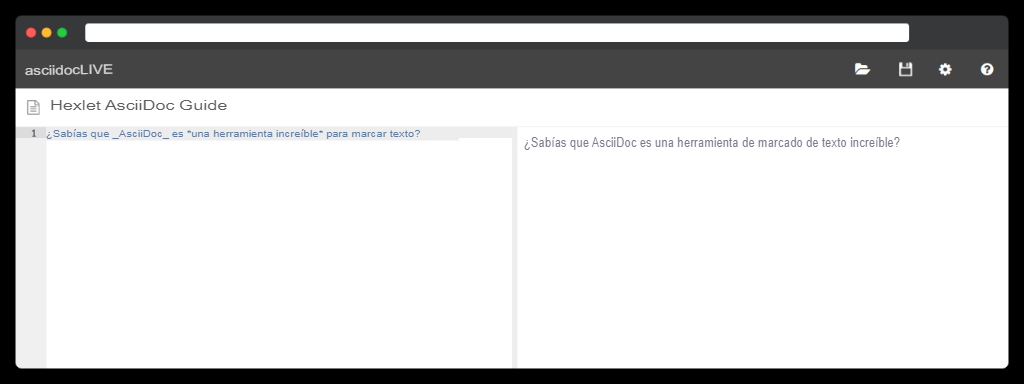 asciidocLIVE
Hexlet AsciiDoc Guide
1 ¿Sabías que _AsciiDoc_ es *una herramienta increíble* para marcar texto?
¿Sabías que AsciiDoc es una herramienta de marcado de texto increíble?